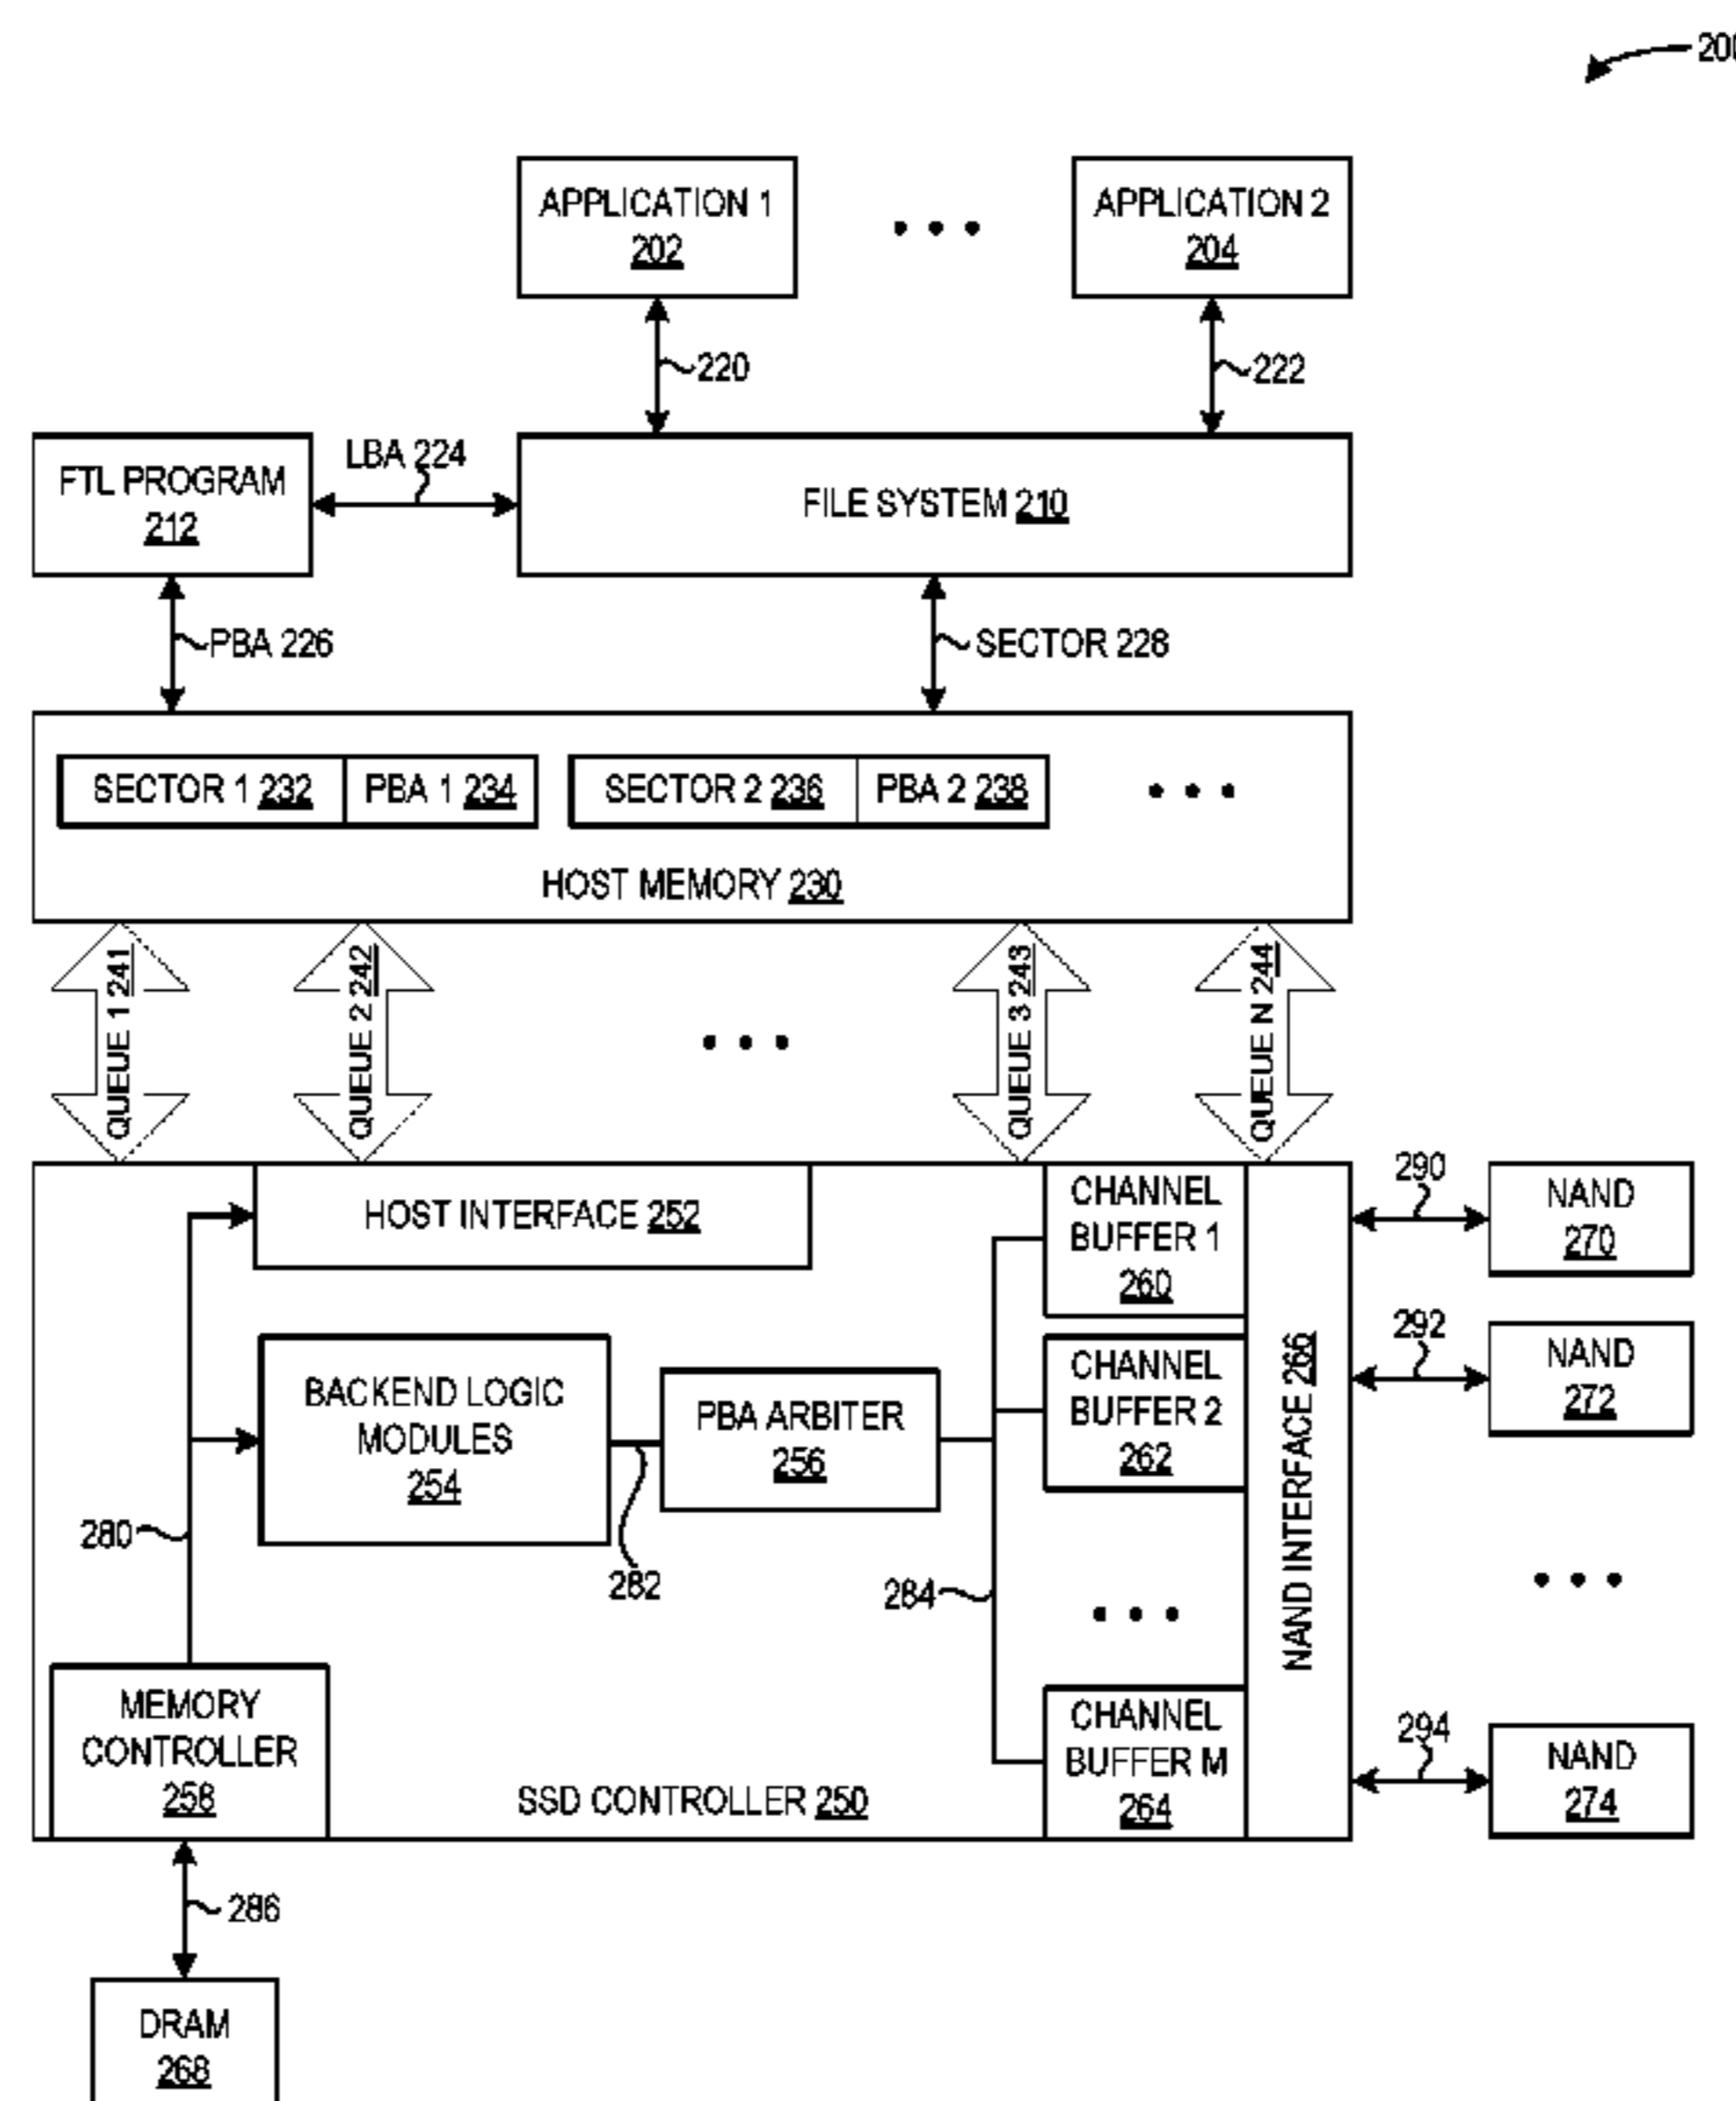 200
APPLICATION 1
202
APPLICATION 2
204
220
222
FTL PROGRAM
212
LBA 224
FILE SYSTEM 210
PBA 226
SECTOR 228
SECTOR 1 232
PBA 1 234
SECTOR 2 236
PBA 2 238
HOST MEMORY 230
QUEUE 1 241
QUEUE 2 242
QUEUE 3 243
QUEUE N 244
HOST INTERFACE 252
CHANNEL
BUFFER 1
260
290
NAND
270
BACKEND LOGIC
MODULES
254
PBA ARBITER
256
CHANNEL
BUFFER 2
262
NAND INTERFACE 266
292
NAND
272
280
282
284
MEMORY
CONTROLLER
258
SSD CONTROLLER 250
CHANNEL
BUFFER M
264
294
NAND
274
286
DRAM
268